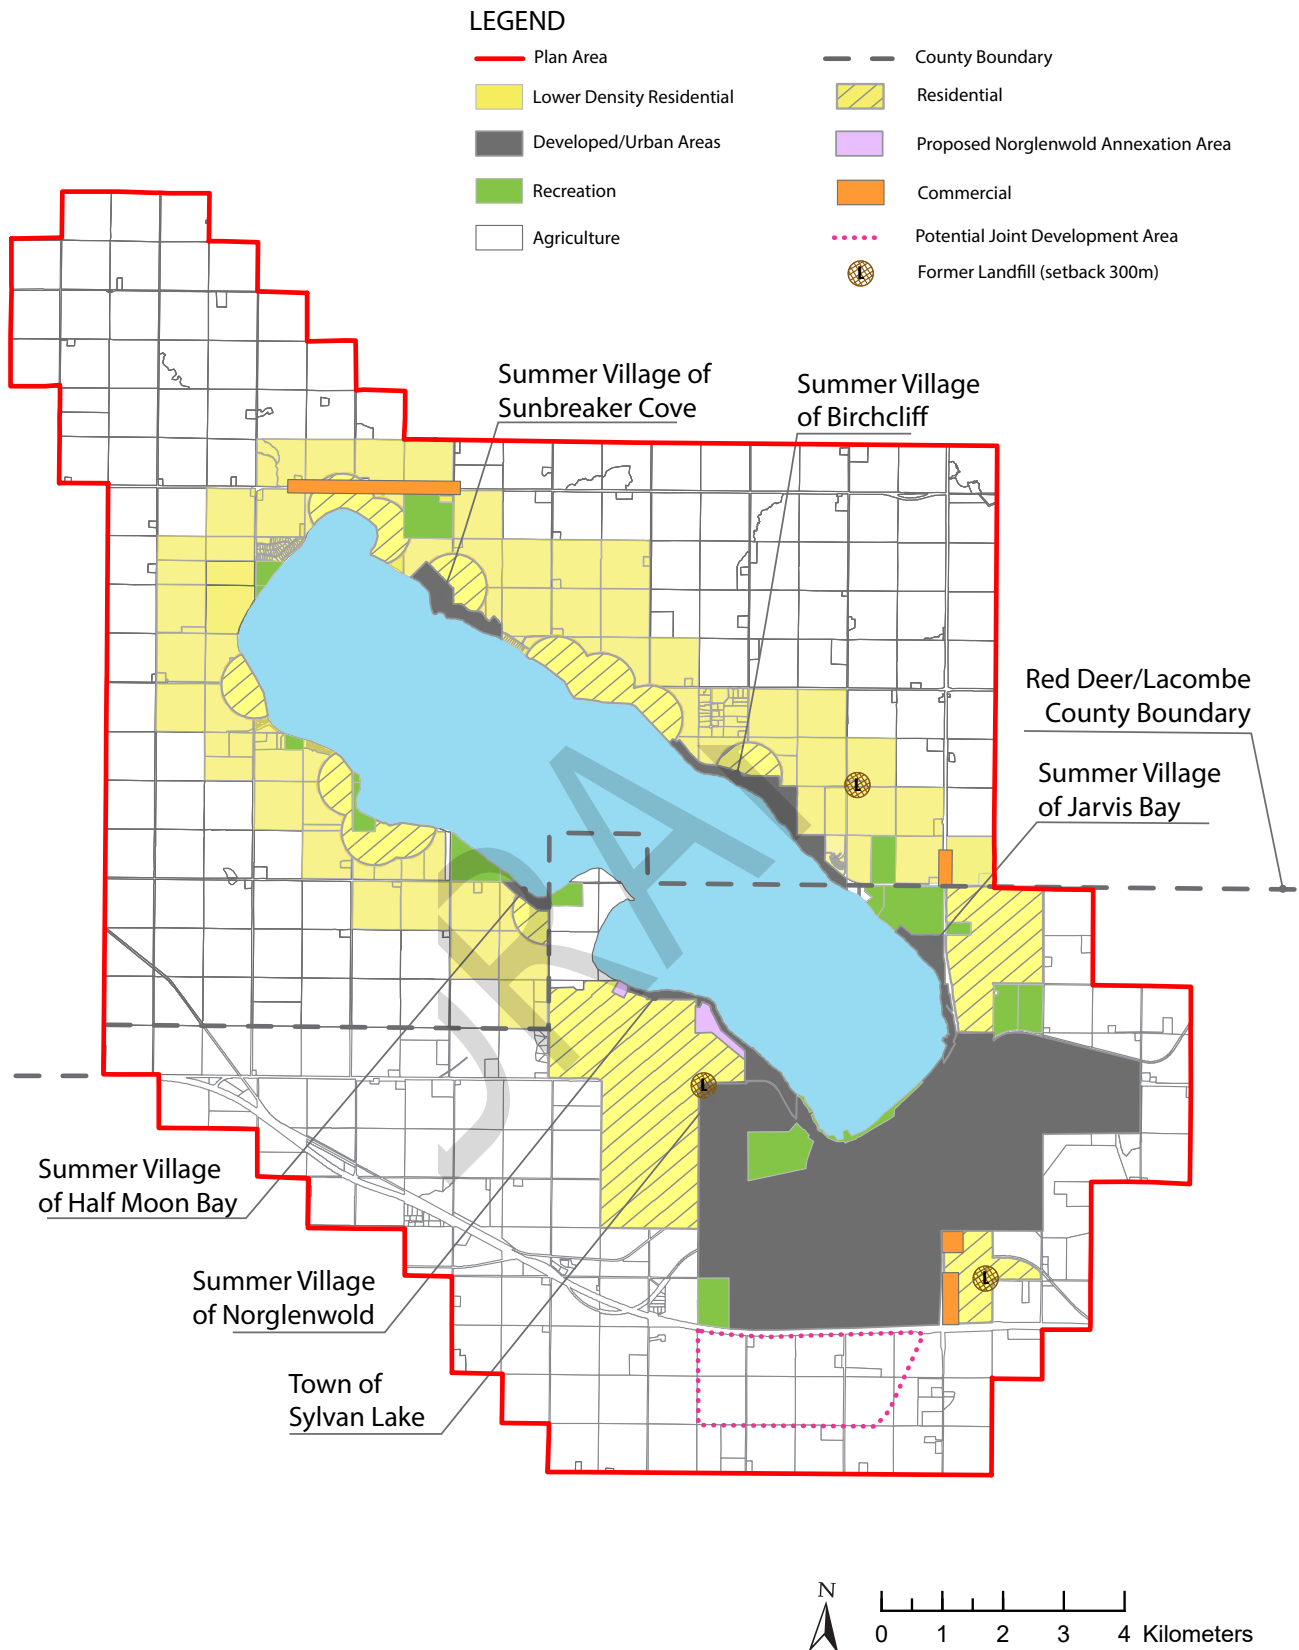 LEGEND
Plan Area
County Boundary
Lower Density Residential
Residential
Developed/Urban Areas
Proposed Norglenwold Annexation Area
Recreation
Commercial
Agriculture
Potential Joint Development Area
L
Former Landfill (setback 300m)
Summer Village of
Sunbreaker Cove
Summer Village
of Birchcliff
Red Deer/Lacombe
County Boundary
Summer Village
of Jarvis Bay
L
L
L
Summer Village
of Half Moon Bay
Summer Village
of Norglenwold
Town of
Sylvan Lake
N
0 1 2 3 4 Kilometers